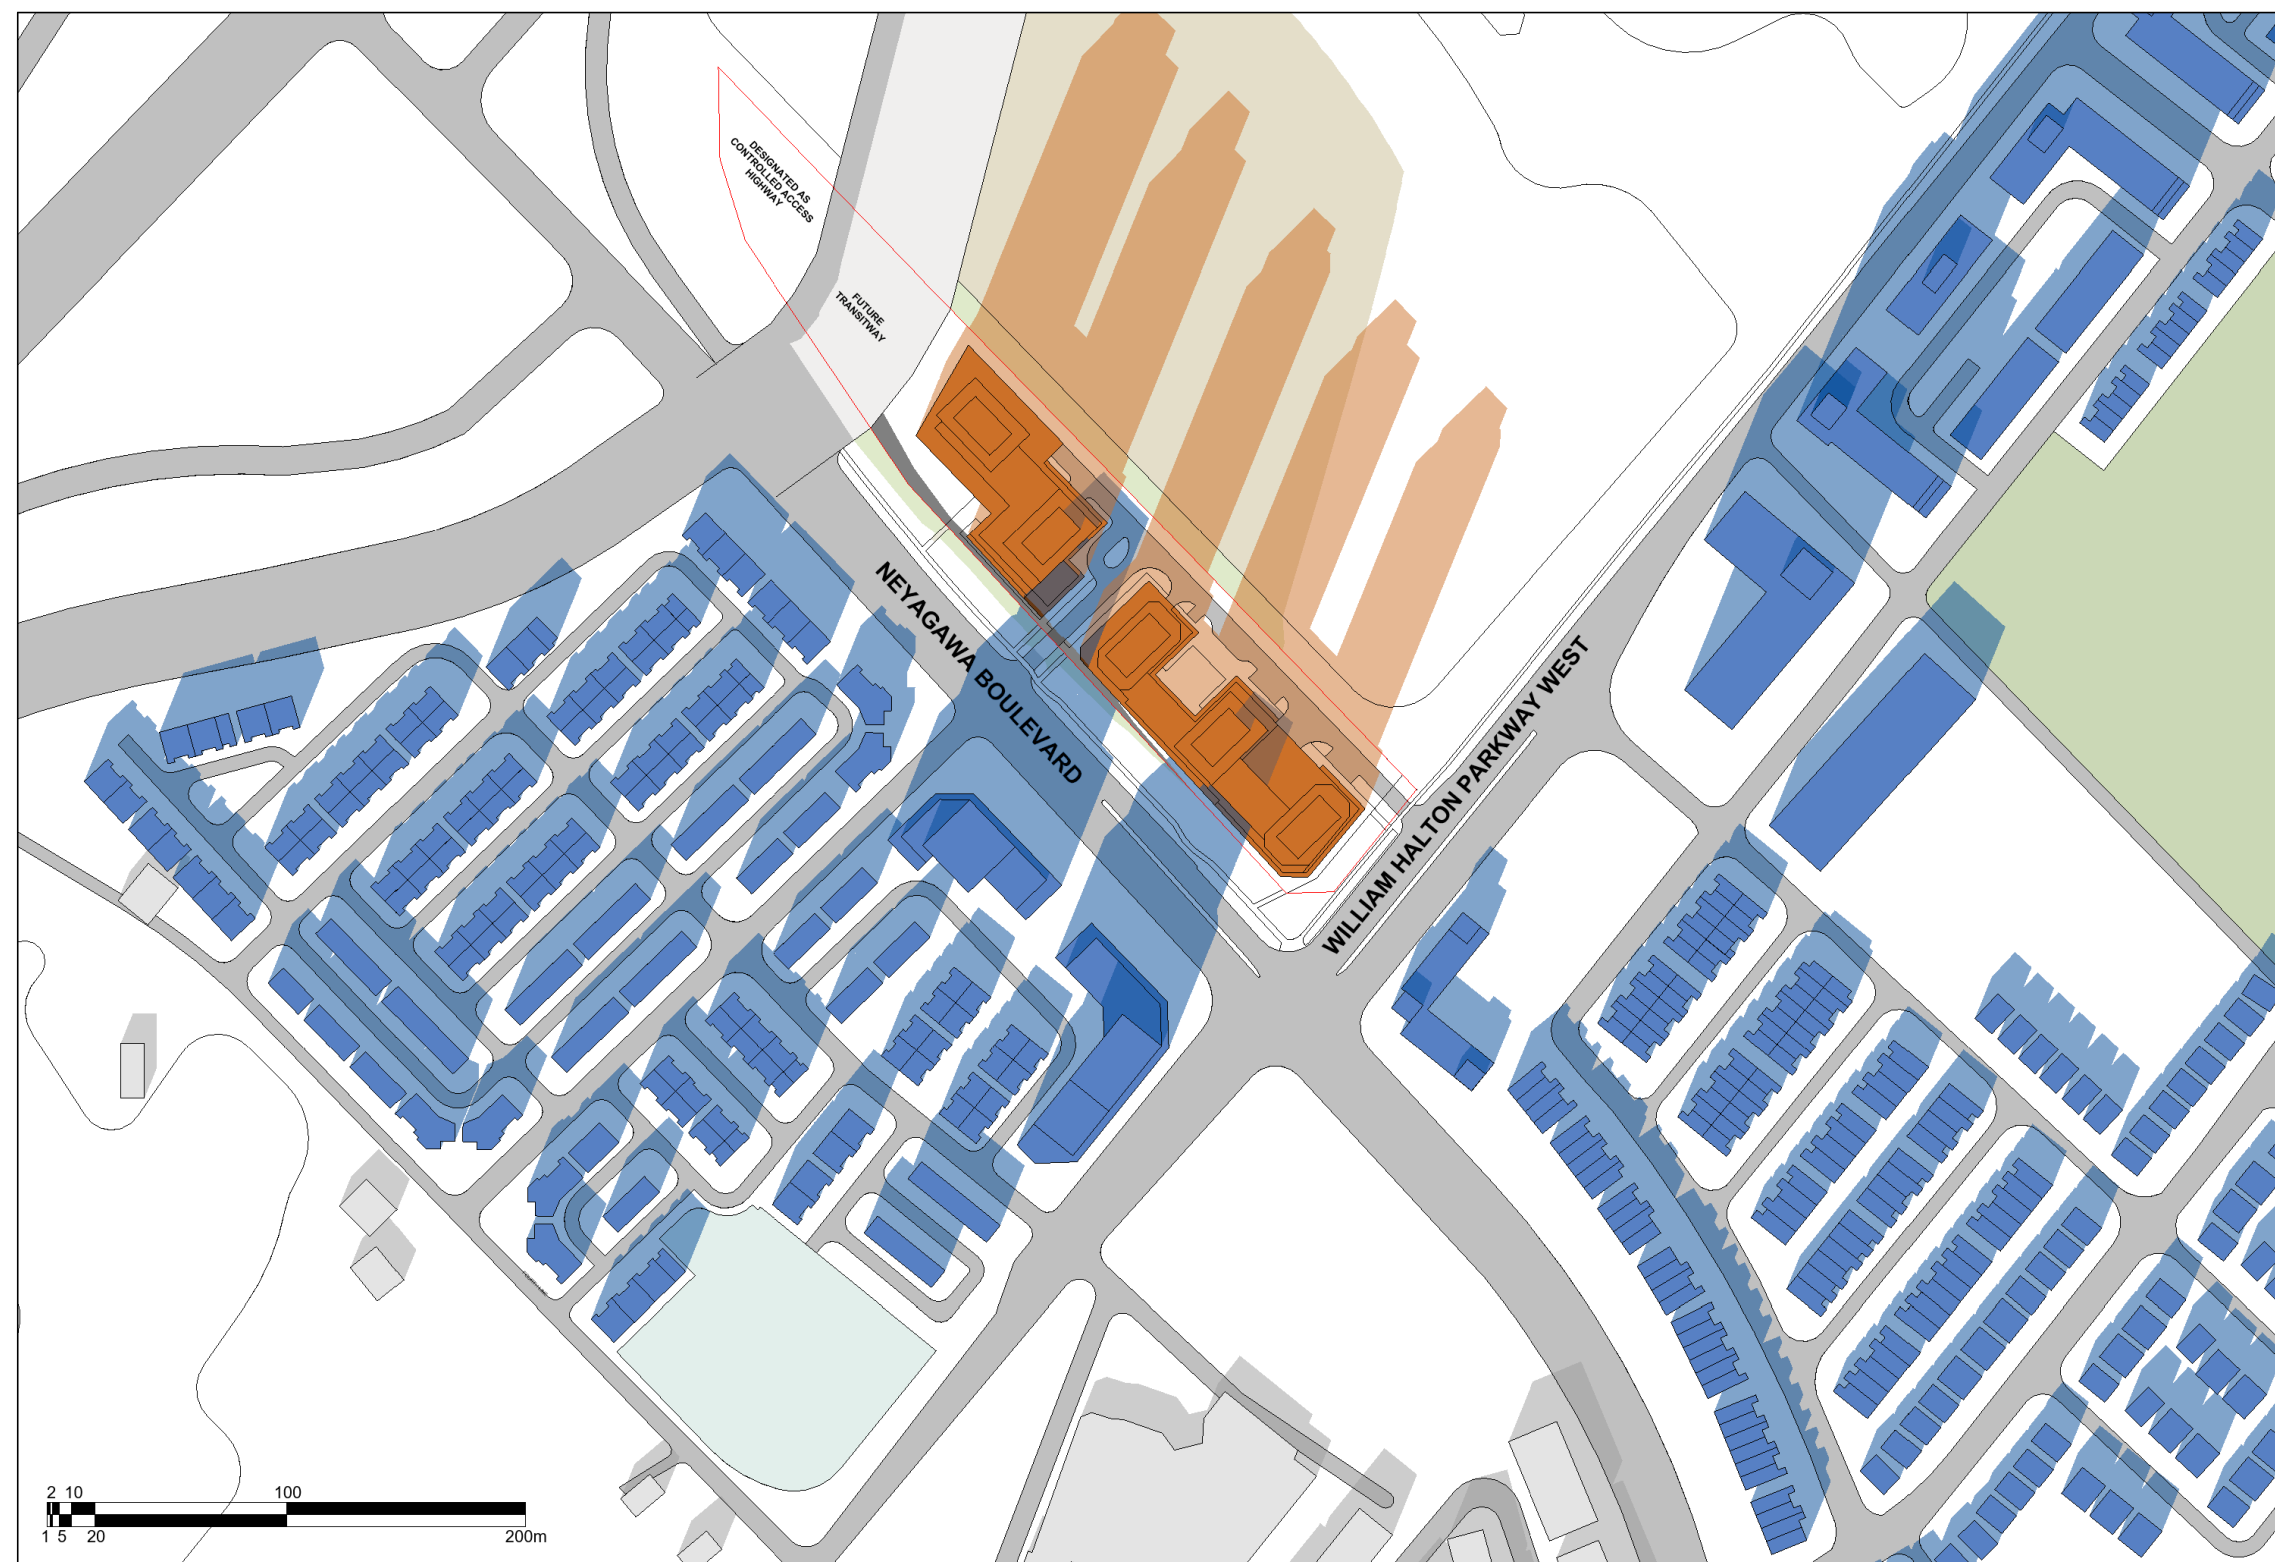 DESIGNATED AS
CONTROLLED ACCESS
HIGHWAY
FUTURE
TRANSITWAY
NEYAGAWA BOULEVARD
WILLIAM HALTON PARKWAY WEST
2 10 100
1 5 20 200m